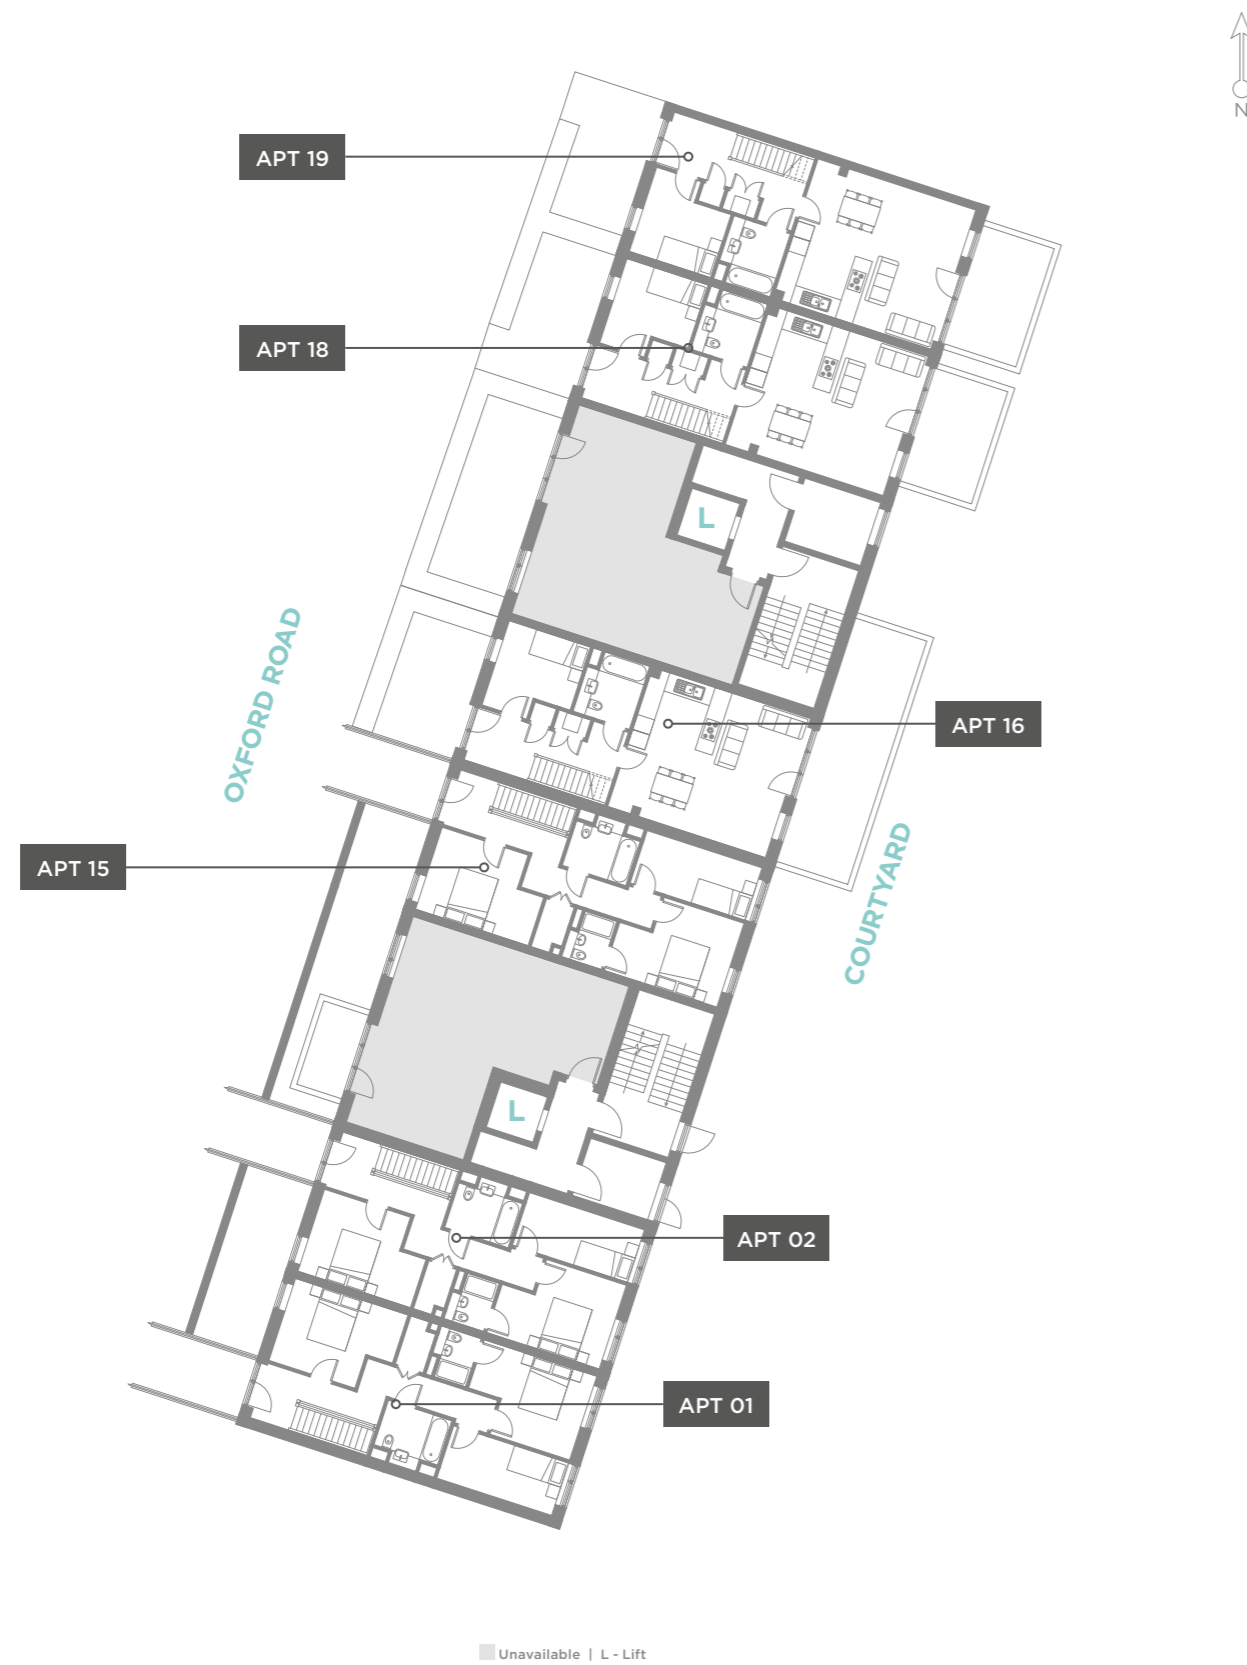 N
APT 19
APT 18
L
OXFORD ROAD
APT 16
COURTYARD
APT 15
L
APT 02
APT 01
Unavailable | L - Lift